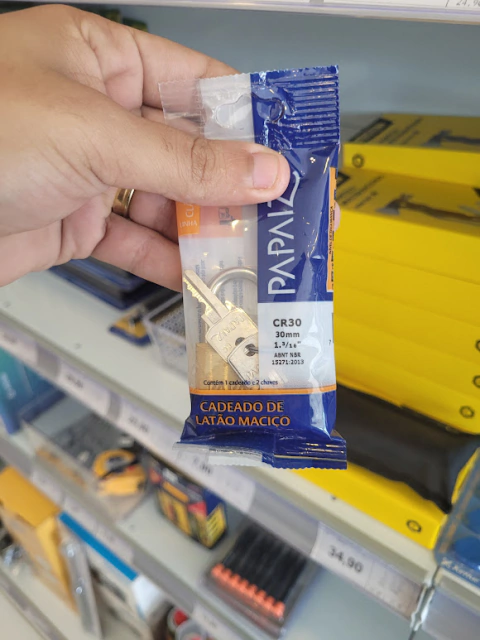 PAPAIZ
CR30
30mm
1.3/16"
ABNT NBR
15271:2013
Contém 1 cadeado e 2 chaves
CADEADO DE
LATÃO MACICO
34,90